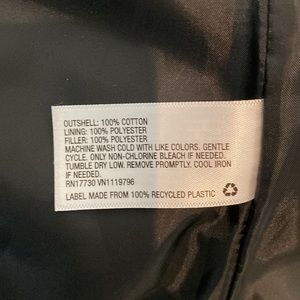 OUTSHELL: 100% COTTON
LINING: 100% POLYESTER
FILLER: 100% POLYESTER
MACHINE WASH COLD WITH LIKE COLORS. GENTLE
CYCLE. ONLY NON-CHLORINE BLEACH IF NEEDED.
TUMBLE DRY LOW. REMOVE PROMPTLY. COOL IRON
IF NEEDED.
RN17730 VN1119796
LABEL MADE FROM 100% RECYCLED PLASTIC